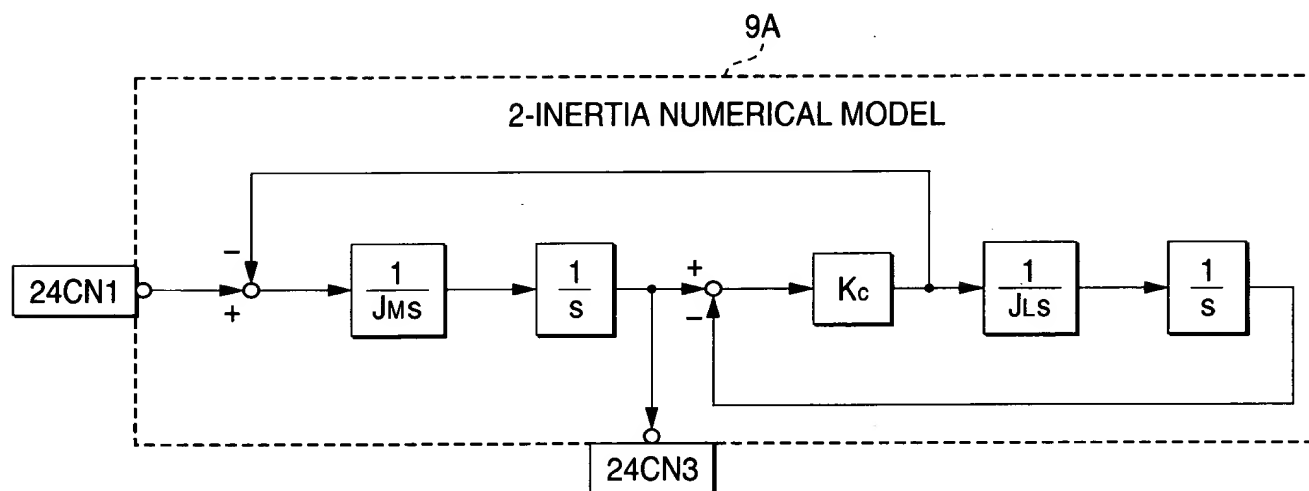 9A
2-INERTIA NUMERICAL MODEL
−
24CN1
+
1
JMs
1
s
+
−
Kc
1
JLs
1
s
24CN3